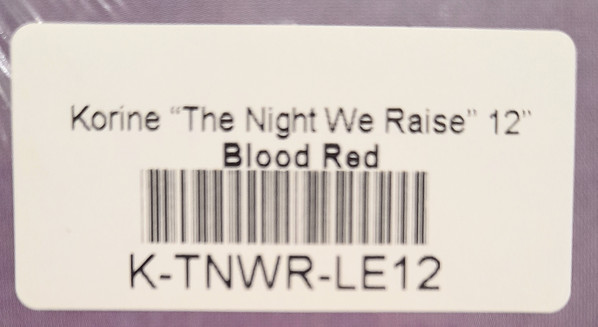 Korine “The Night We Raise” 12”
Blood Red
K-TNWR-LE12